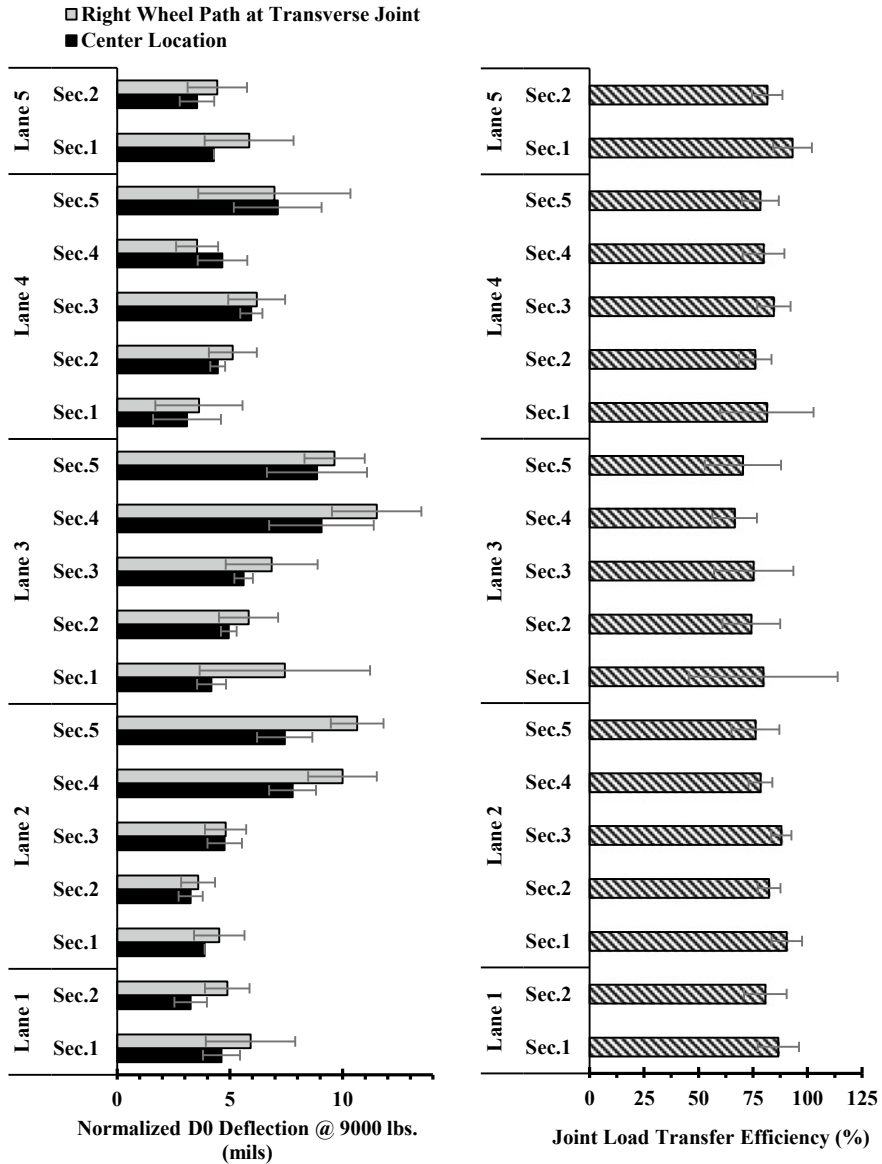 Right Wheel Path at Transverse Joint
Center Location
Lane 5
Sec.2
Sec.1
Lane 4
Sec.5
Sec.4
Sec.3
Sec.2
Sec.1
Lane 3
Sec.5
Sec.4
Sec.3
Sec.2
Sec.1
Lane 2
Sec.5
Sec.4
Sec.3
Sec.2
Sec.1
Lane 1
Sec.2
Sec.1
0 5 10
Normalized D0 Deflection @ 9000 lbs.
(mils)
Lane 5
Sec.2
Sec.1
Lane 4
Sec.5
Sec.4
Sec.3
Sec.2
Sec.1
Lane 3
Sec.5
Sec.4
Sec.3
Sec.2
Sec.1
Lane 2
Sec.5
Sec.4
Sec.3
Sec.2
Sec.1
Lane 1
Sec.2
Sec.1
0 25 50 75 100 125
Joint Load Transfer Efficiency (%)